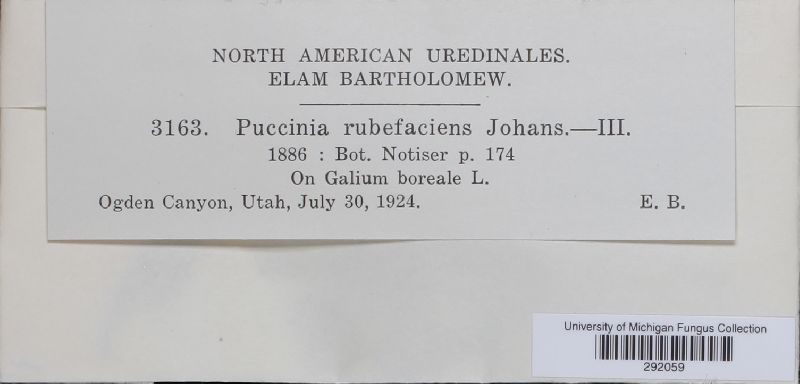 NORTH AMERICAN UREDINALES.
ELAM BARTHOLOMEW.
3163. Puccinia rubefaciens Johans.—III.
1886 : Bot. Notiser p. 174
On Galium boreale L.
Ogden Canyon, Utah, July 30, 1924. E. B.
University of Michigan Fungus Collection
292059